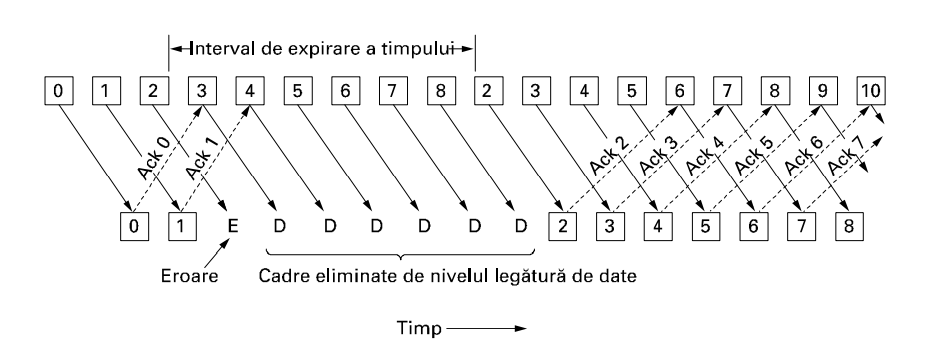 Interval de expirare a timpului
0 1 2 3 4 5 6 7 8 2 3 4 5 6 7 8 9 10
Ack 0 Ack 1 Ack 2 Ack 3 Ack 4 Ack 5 Ack 6 Ack 7
0 1 E D D D D D D 2 3 4 5 6 7 8
Eroare
Cadre eliminate de nivelul legătură de date
Timp